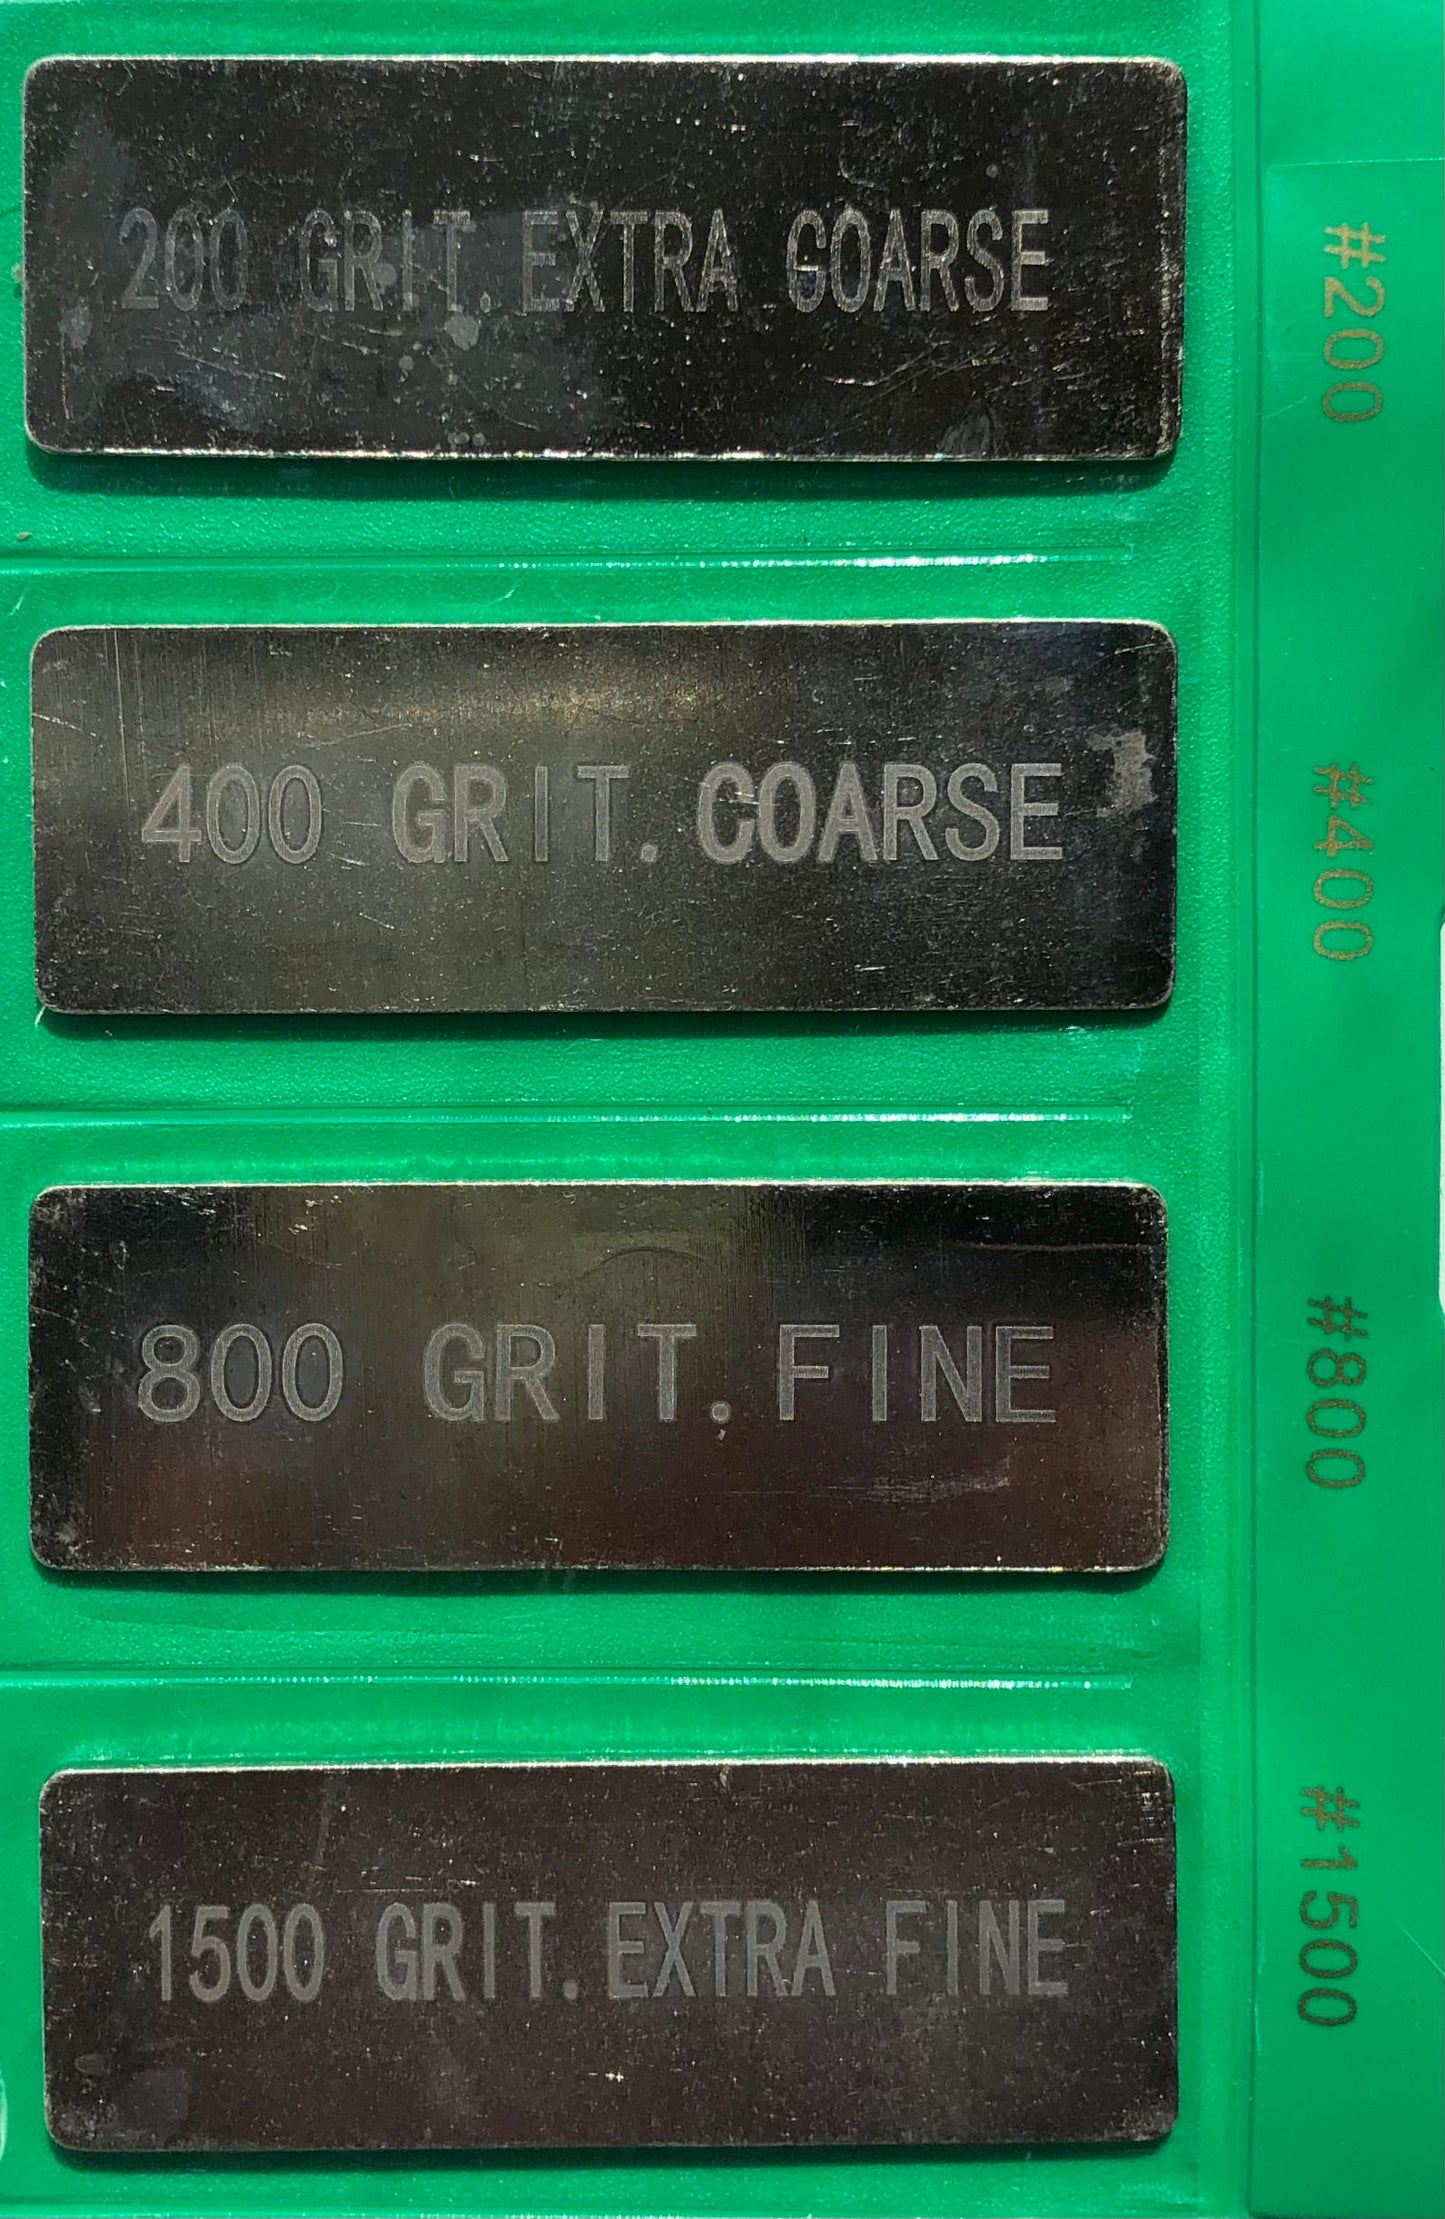 200 GRIT. EXTRA COARSE
#200
400 GRIT. COARSE
#400
800 GRIT. FINE
#800
1500 GRIT. EXTRA FINE
#1500